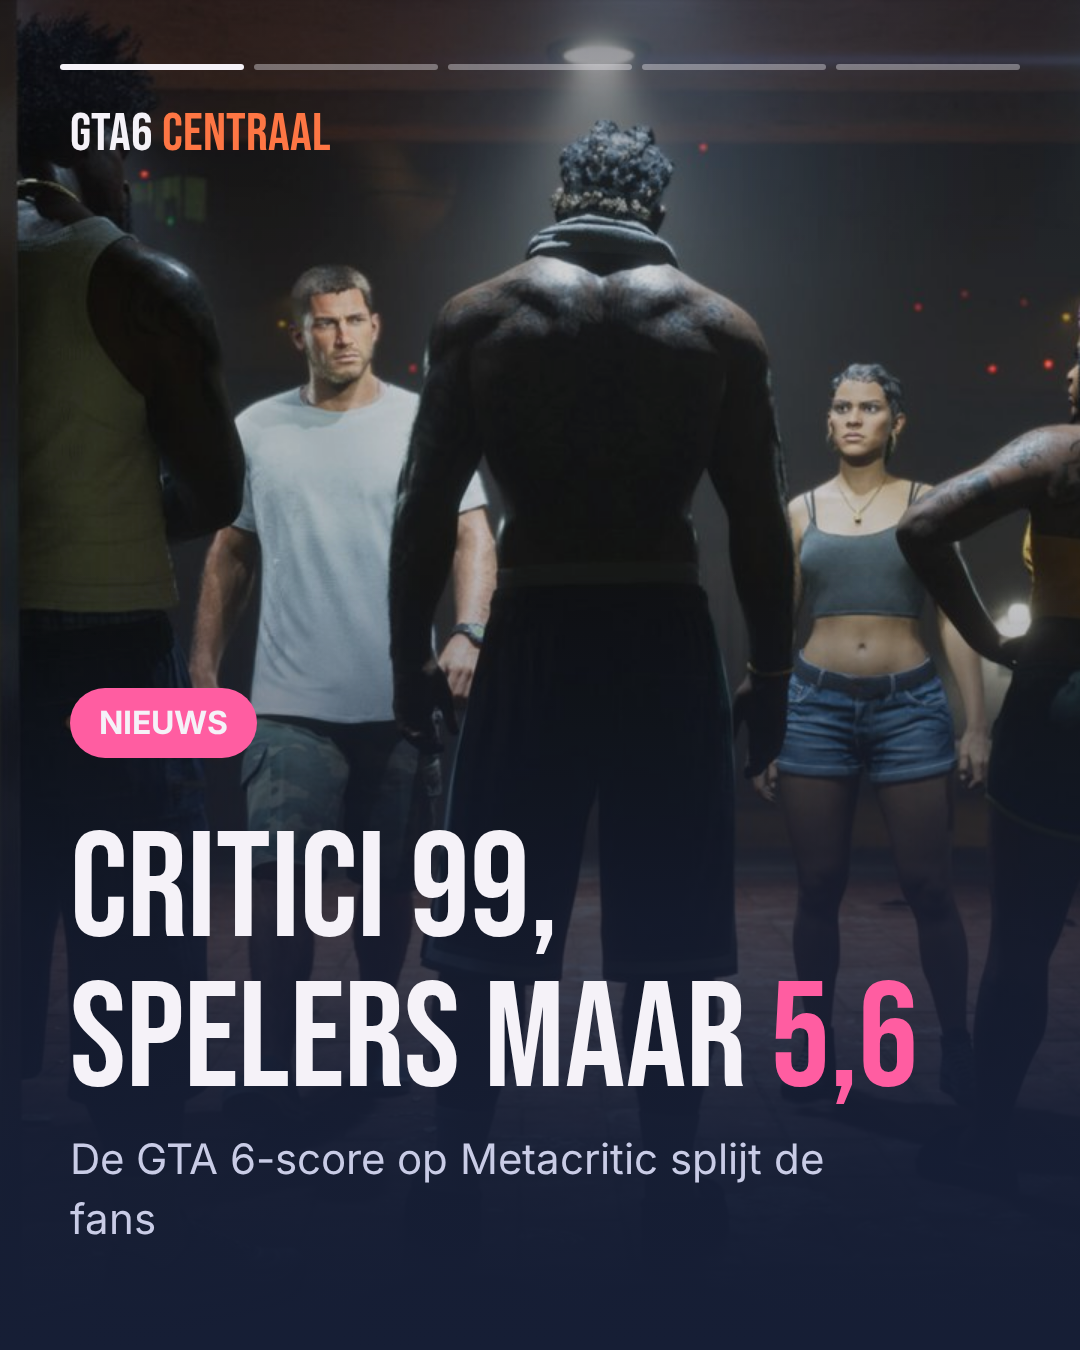 GTA6 CENTRAAL
NIEUWS
CRITICI 99,
SPELERS MAAR 5,6
De GTA 6-score op Metacritic splijt de
fans